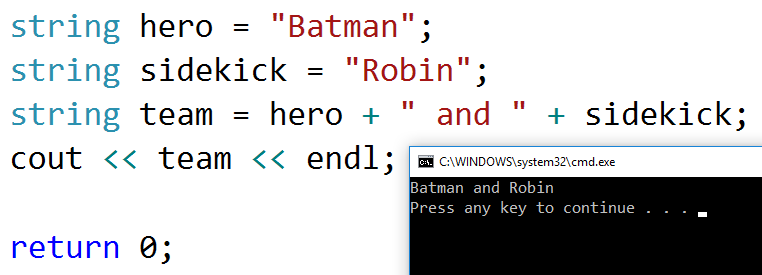 string hero = "Batman";
string sidekick = "Robin";
string team = hero + " and " + sidekick;
cout << team << endl;
return 0;
C:\WINDOWS\system32\cmd.exe
Batman and Robin
Press any key to continue . . .